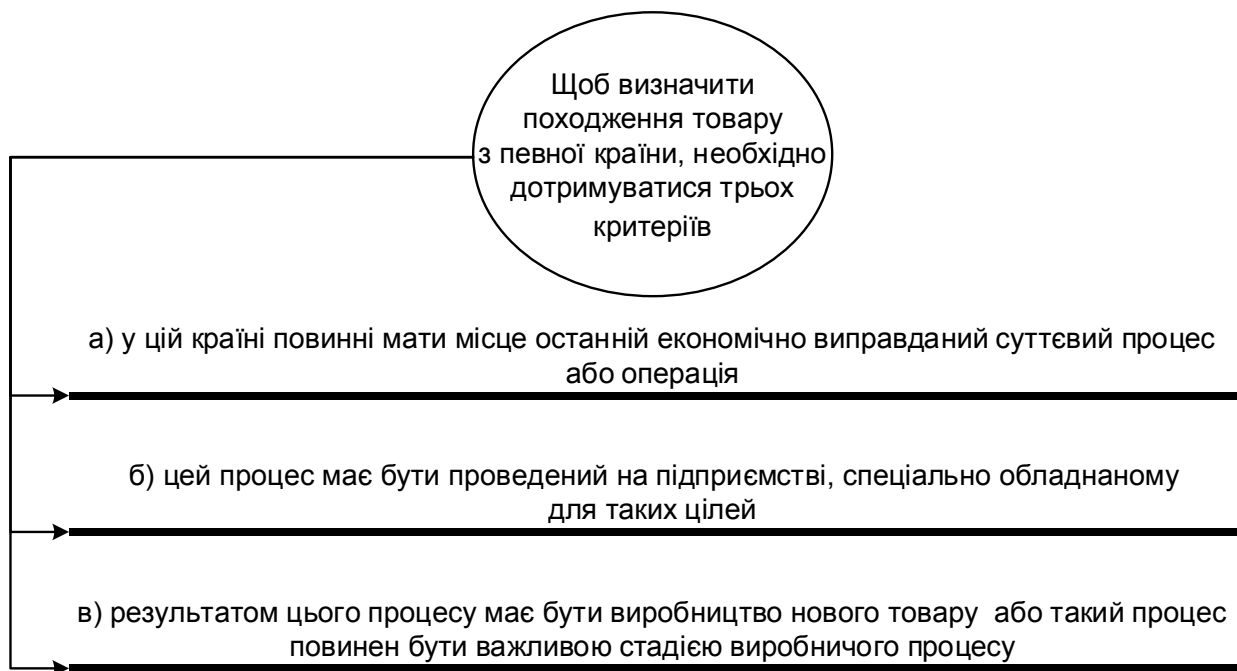 Щоб визначити
походження товару
з певної країни, необхідно
дотримуватися трьох
критеріїв
а) у цій країні повинні мати місце останній економічно виправданий суттєвий процес
або операція
б) цей процес має бути проведений на підприємстві, спеціально обладнаному
для таких цілей
в) результатом цього процесу має бути виробництво нового товару або такий процес
повинен бути важливою стадією виробничого процесу